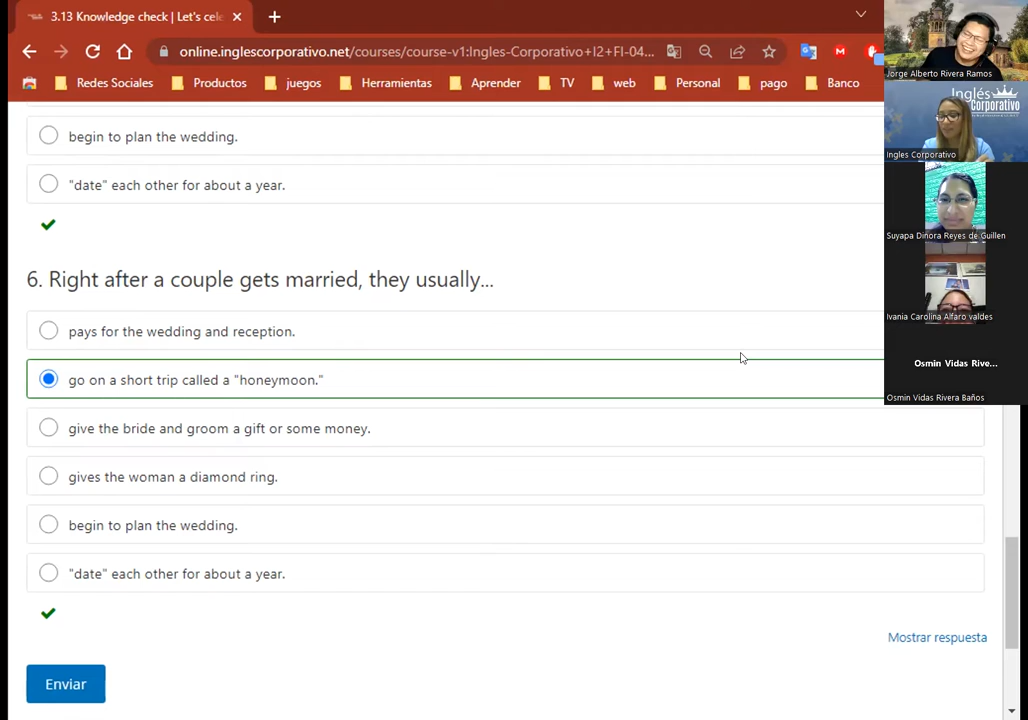 3.13 Knowledge check | Let's cele
online.inglescorporativo.net/courses/course-v1:Ingles-Corporativo+I2+FI-04...
Redes Sociales
Productos
juegos
Herramientas
Aprender
TV
web
Personal
pago
Banco
Jorge Alberto Rivera Ramos
Inglés
Corporativo
Ingles Corporativo
Suyapa Dinora Reyes de Guillen
Ivania Carolina Alfaro valdes
Osmin Vidas Rive...
Osmin Vidas Rivera Baños
begin to plan the wedding.
"date" each other for about a year.
6. Right after a couple gets married, they usually...
pays for the wedding and reception.
go on a short trip called a "honeymoon."
give the bride and groom a gift or some money.
gives the woman a diamond ring.
begin to plan the wedding.
"date" each other for about a year.
Mostrar respuesta
Enviar